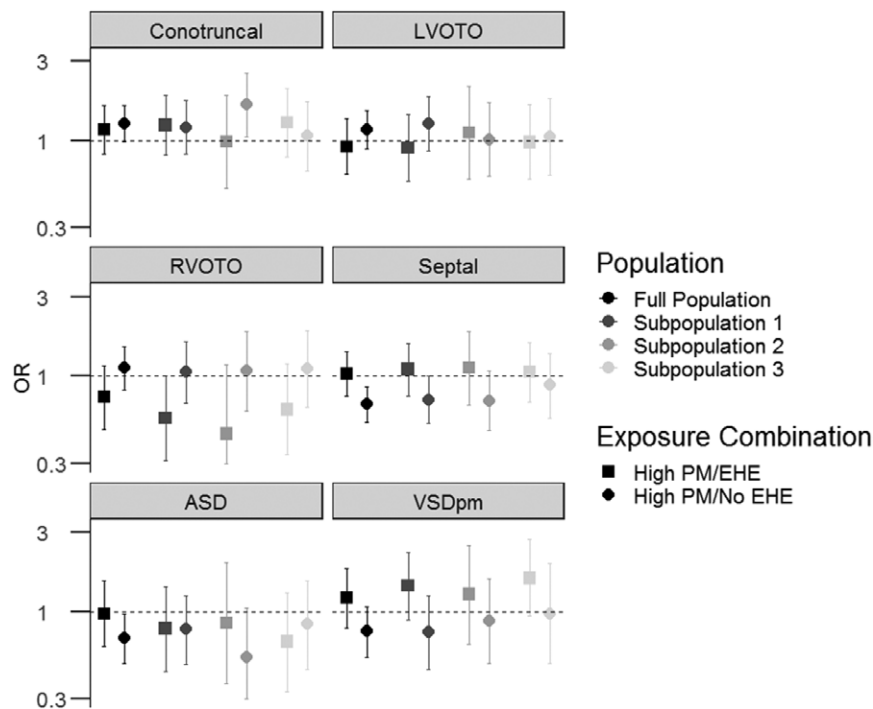 Conotruncal LVOTO
3
1
0.3
RVOTO Septal
3
1
0.3
OR
ASD VSDpm
3
1
0.3
Population
Full Population
Subpopulation 1
Subpopulation 2
Subpopulation 3
Exposure Combination
High PM/EHE
High PM/No EHE